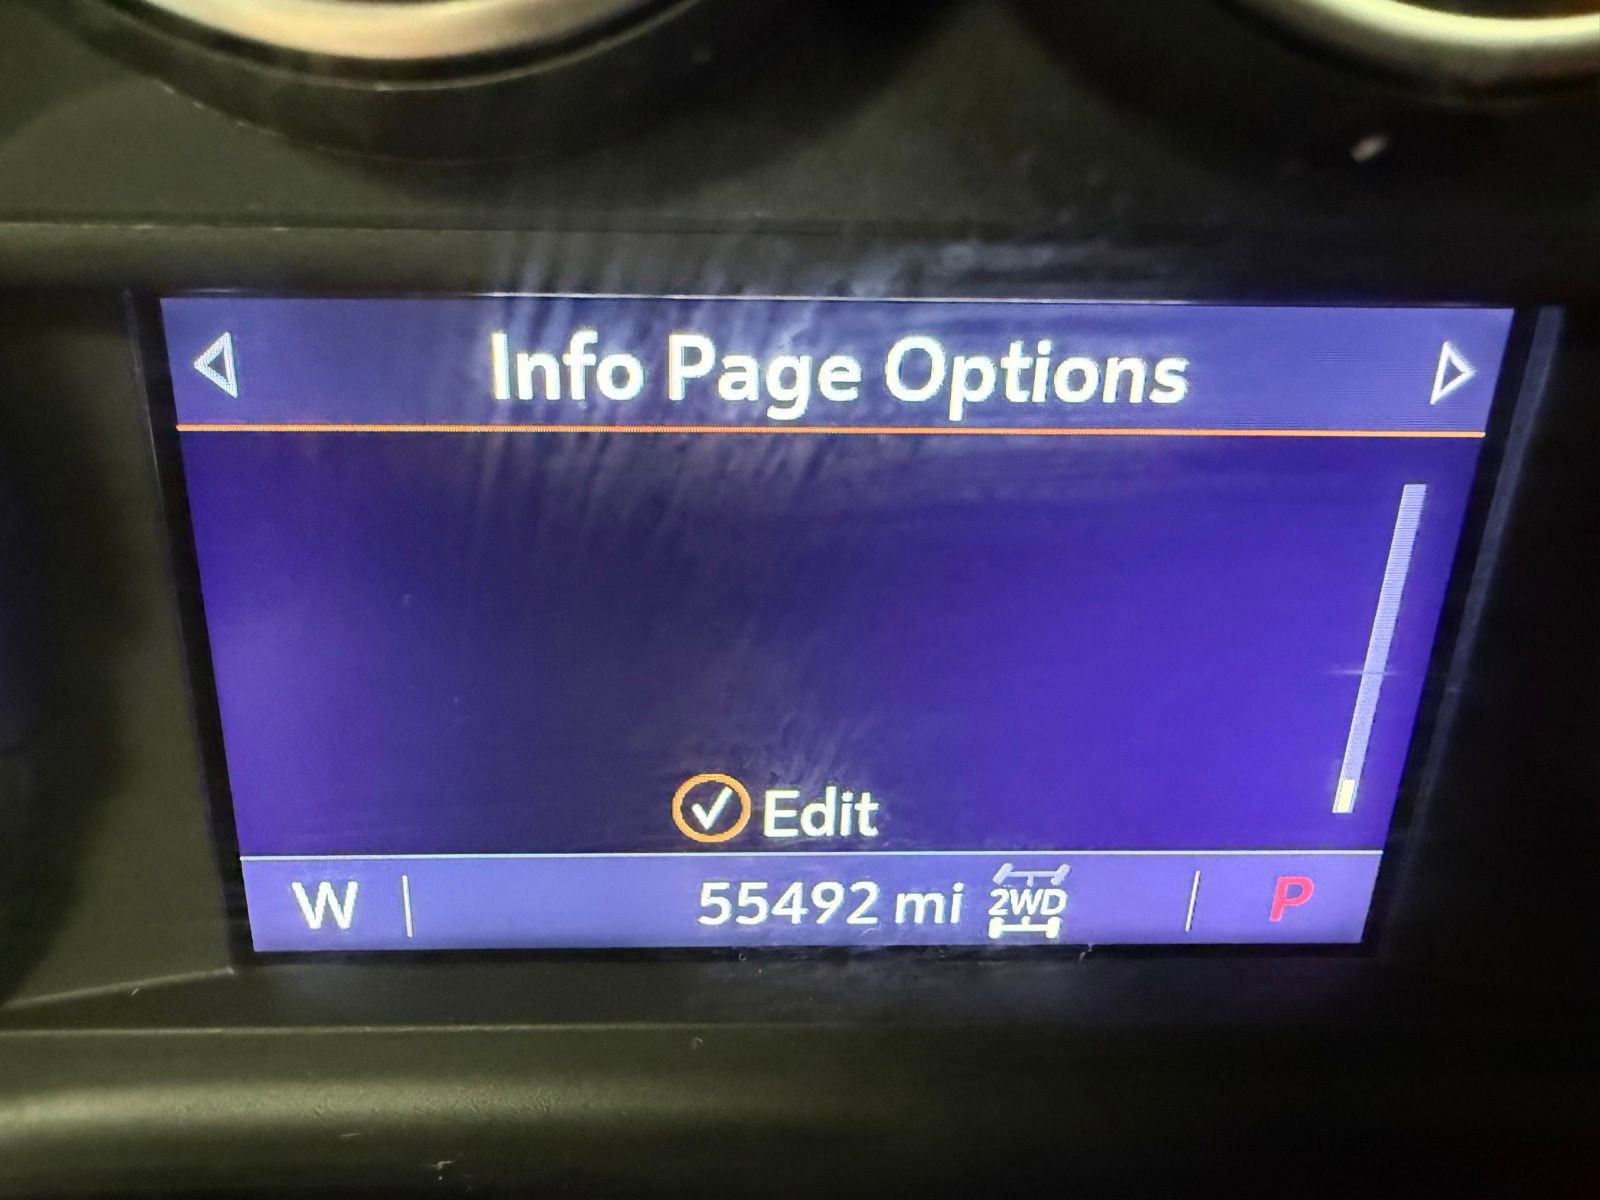 Info Page Options
Edit
W 55492 mi 2WD P